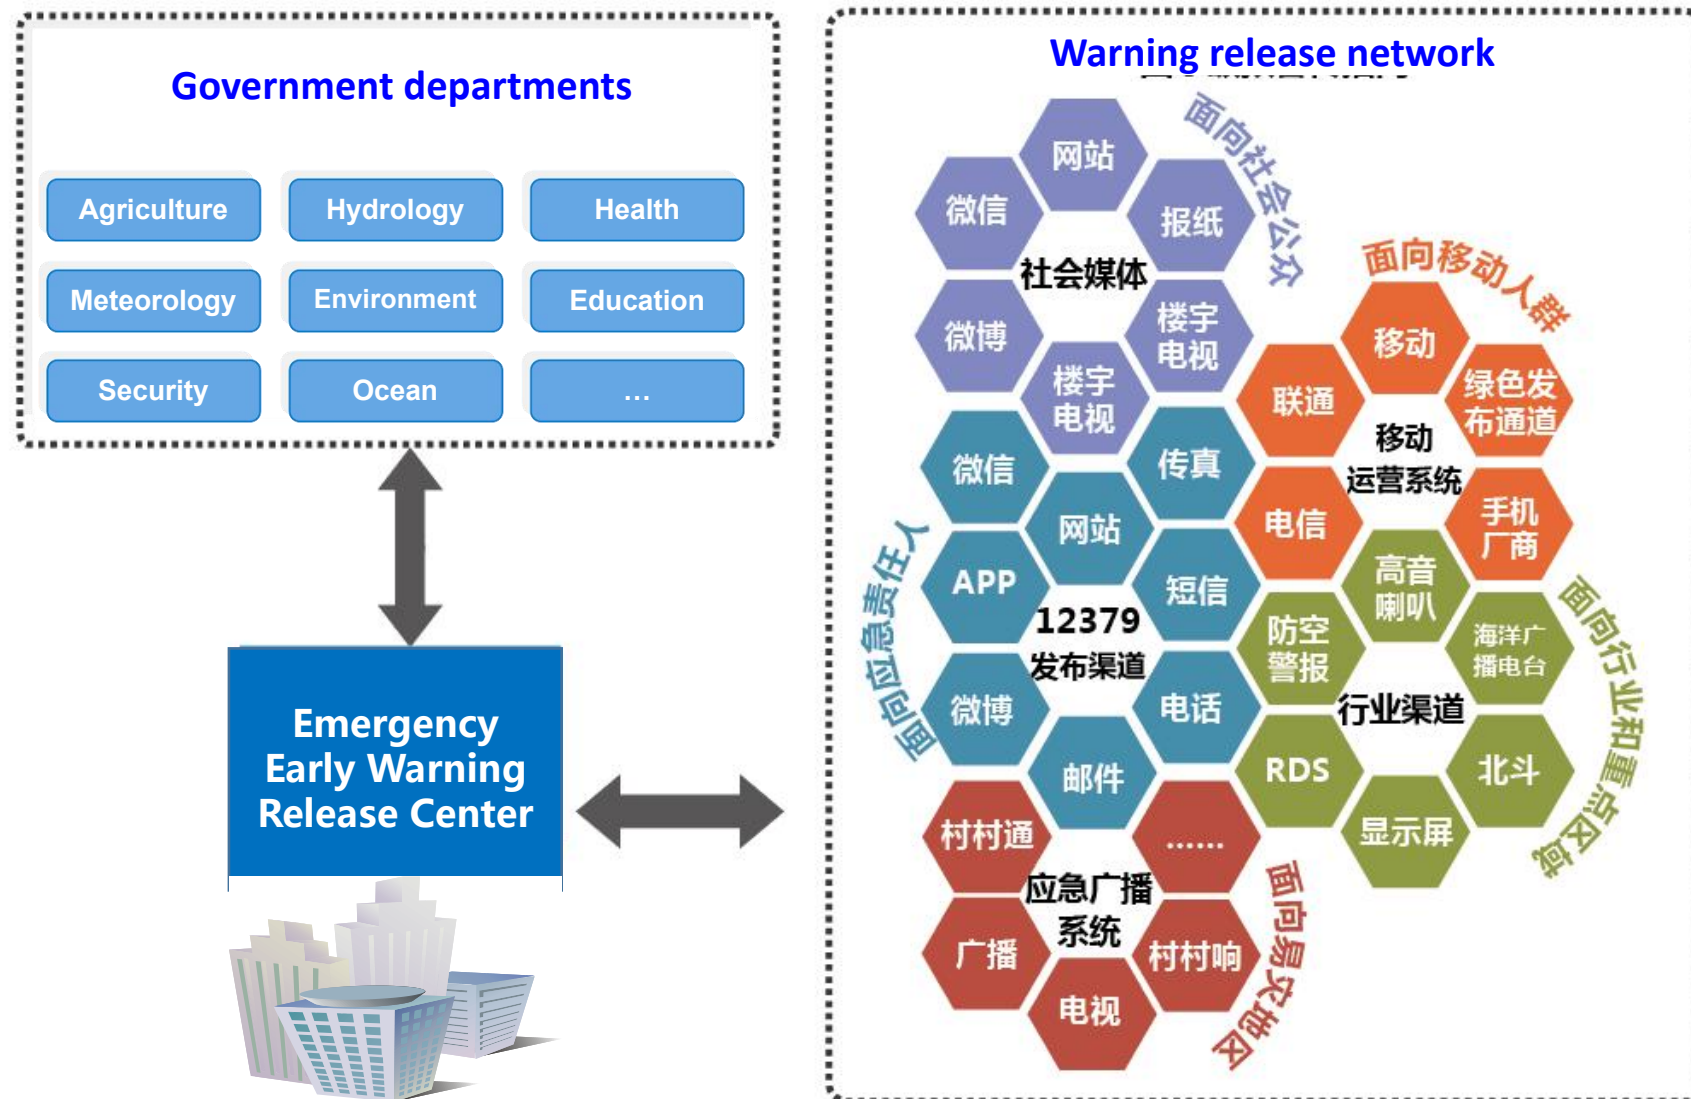 Government departments
Agriculture
Hydrology
Health
Meteorology
Environment
Education
Security
Ocean
…
Emergency
Early Warning
Release Center
Warning release network
面向社会公众
网站
微信
报纸
社会媒体
微博
楼宇
电视
楼宇
电视
面向移动人群
移动
联通
绿色发
布通道
移动
运营系统
电信
手机
厂商
面向应急责任人
微信
传真
网站
APP
短信
12379
发布渠道
微博
电话
邮件
面向行业和重点区域
高音
喇叭
防空
警报
海洋广
播电台
行业渠道
RDS
北斗
显示屏
村村通
……
应急广播
系统
广播
村村响
电视
面向易灾地区